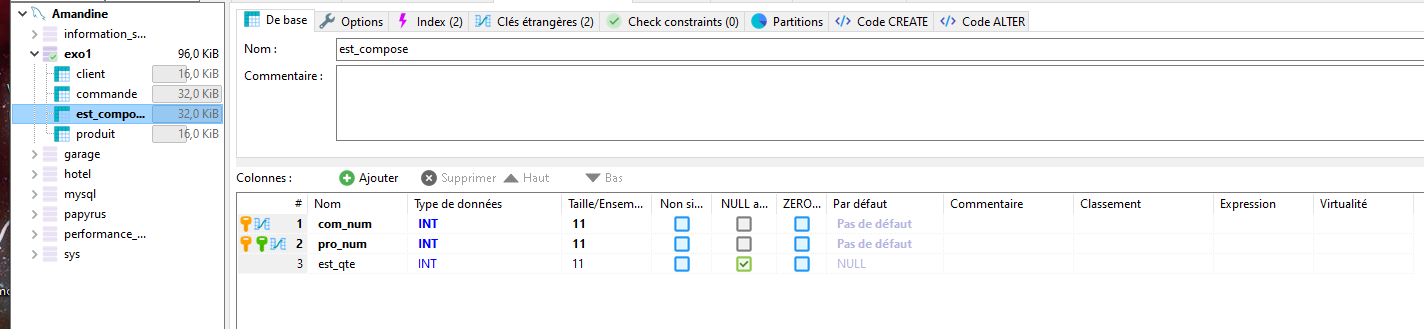 Amandine
information_s...
exo1 96,0 KiB
client 16,0 KiB
commande 32,0 KiB
est_compo... 32,0 KiB
produit 16,0 KiB
garage
hotel
mysql
papyrus
performance_...
sys
De base Options Index (2) Clés étrangères (2) Check constraints (0) Partitions Code CREATE Code ALTER
Nom : est_compose
Commentaire :
Colonnes : Ajouter Supprimer Haut Bas
# Nom Type de données Taille/Ensem... Non si... NULL a... ZERO... Par défaut Commentaire Classement Expression Virtualité
1 com_num INT 11 Pas de défaut
2 pro_num INT 11 Pas de défaut
3 est_qte INT 11 NULL